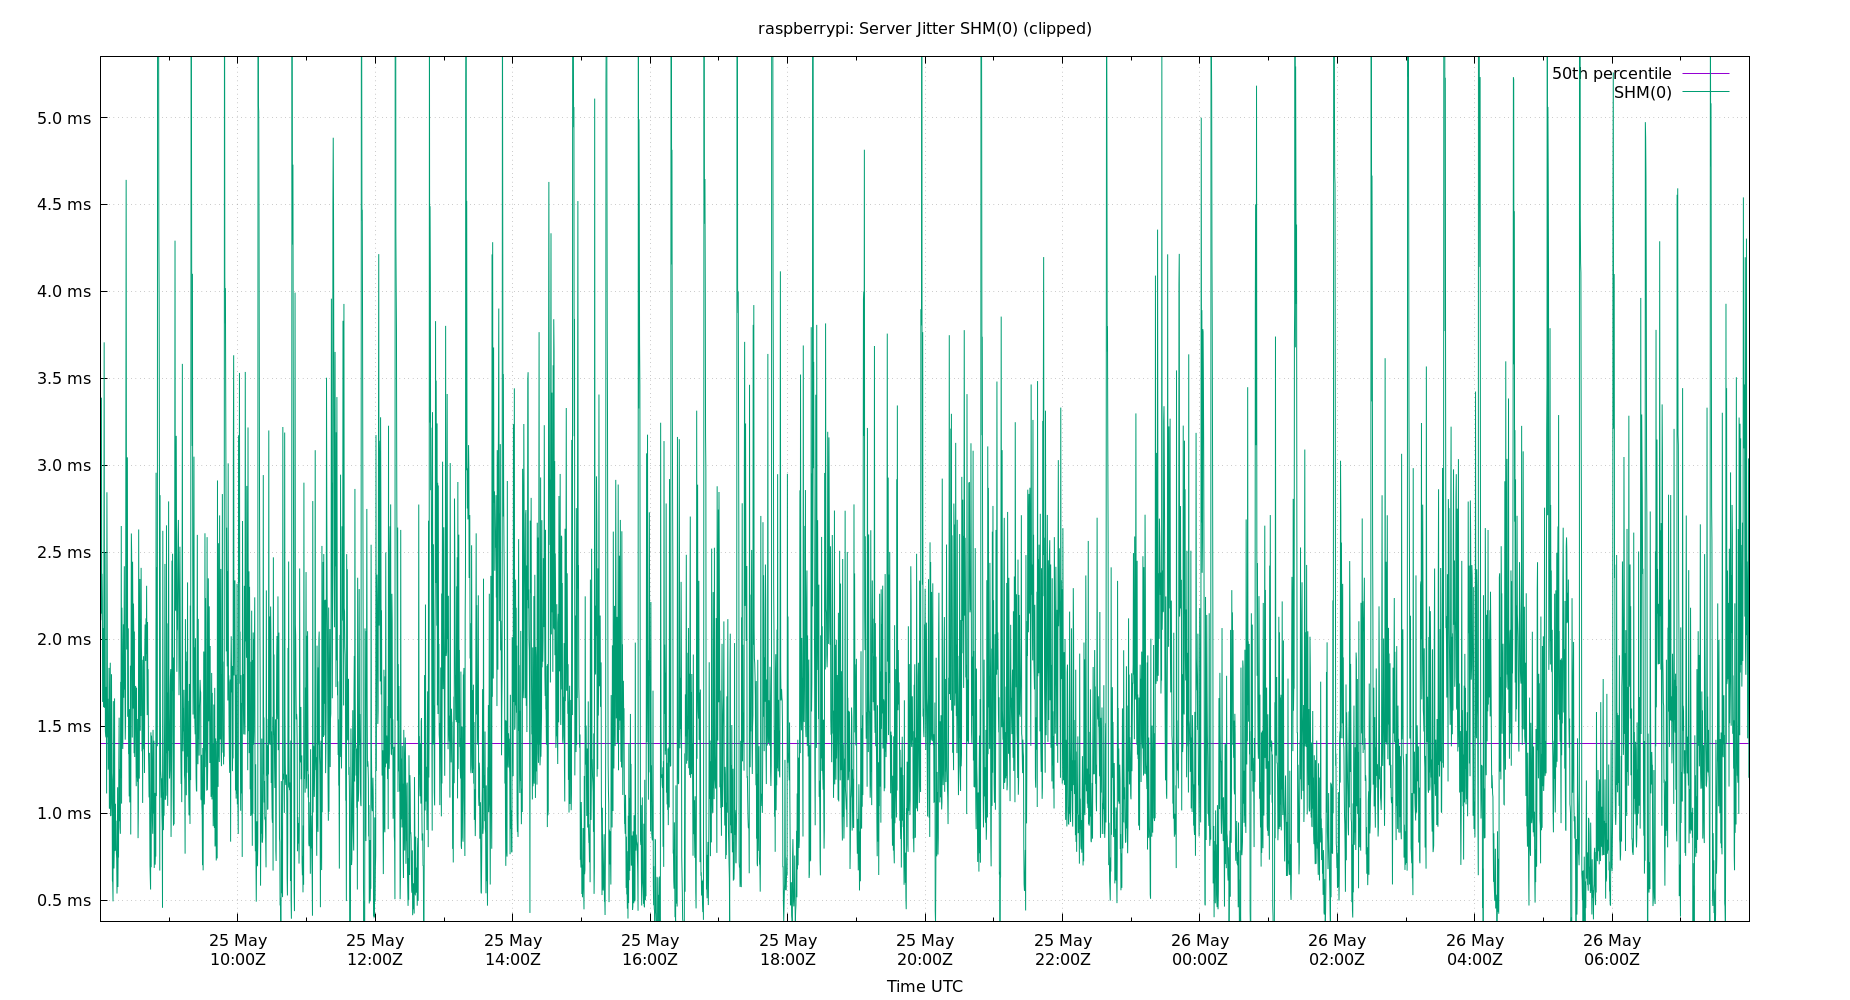 raspberrypi: Server Jitter SHM(0) (clipped)
50th percentile
SHM(0)
5.0 ms
4.5 ms
4.0 ms
3.5 ms
3.0 ms
2.5 ms
2.0 ms
1.5 ms
1.0 ms
0.5 ms
25 May 25 May 25 May 25 May 25 May 25 May 25 May 26 May 26 May 26 May 26 May
10:00Z 12:00Z 14:00Z 16:00Z 18:00Z 20:00Z 22:00Z 00:00Z 02:00Z 04:00Z 06:00Z
Time UTC